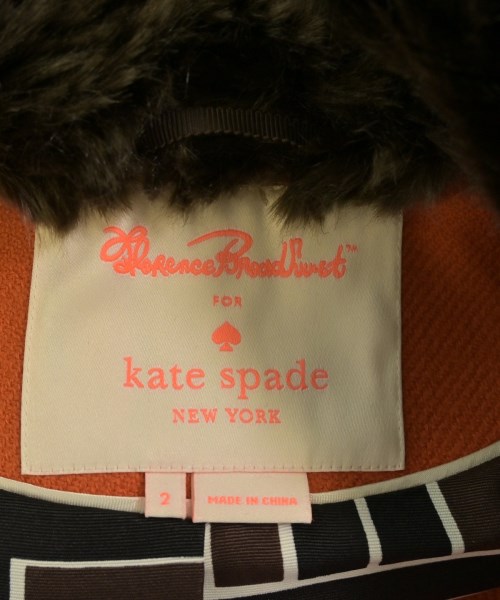 Florence Broadhurst™
FOR
kate spade
NEW YORK
2
MADE IN CHINA